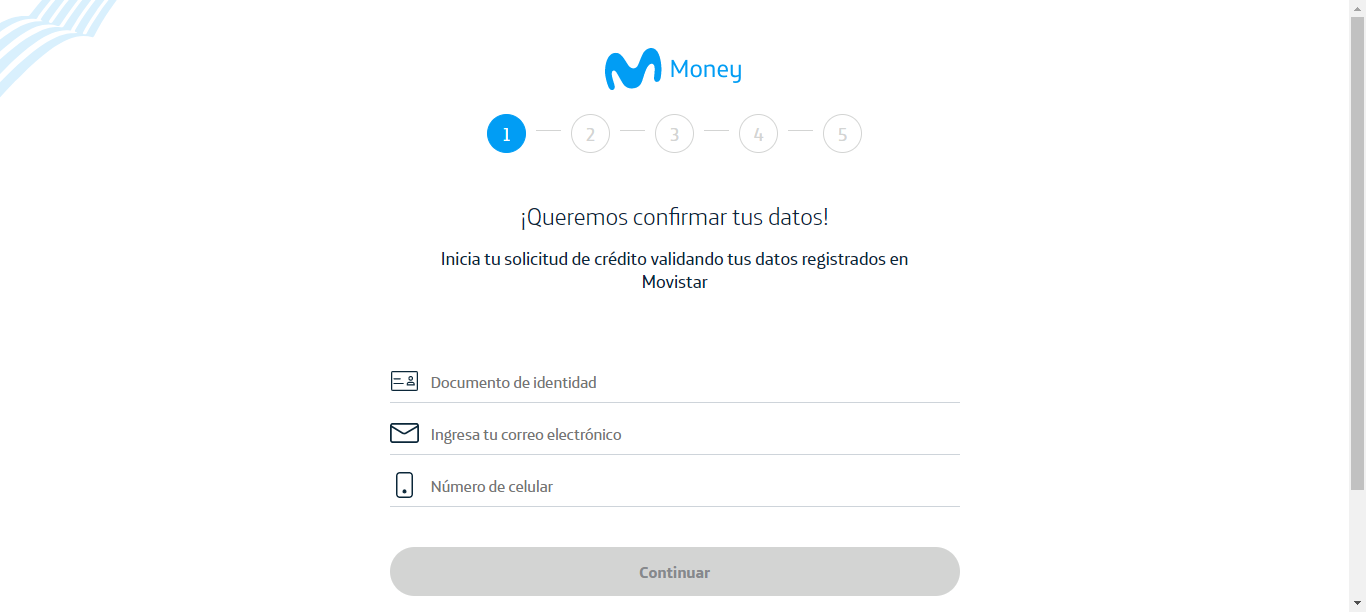 Money
1 2 3 4 5
¡Queremos confirmar tus datos!
Inicia tu solicitud de crédito validando tus datos registrados en
Movistar
Documento de identidad
Ingresa tu correo electrónico
Número de celular
Continuar